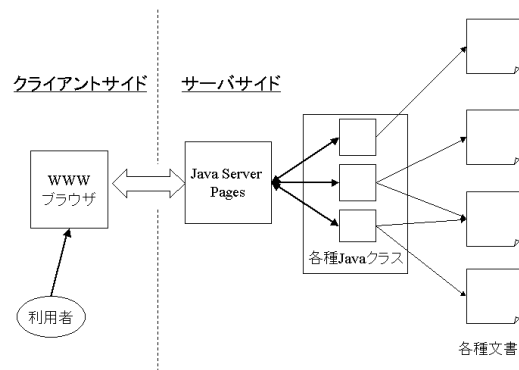 クライアントサイド
サーバサイド
WWW
ブラウザ
Java Server
Pages
各種Javaクラス
利用者
各種文書